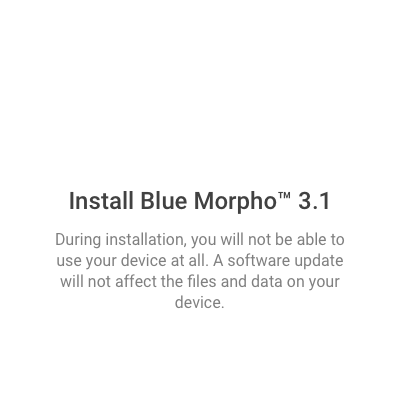 Install Blue Morpho™ 3.1
During installation, you will not be able to
use your device at all. A software update
will not affect the files and data on your
device.